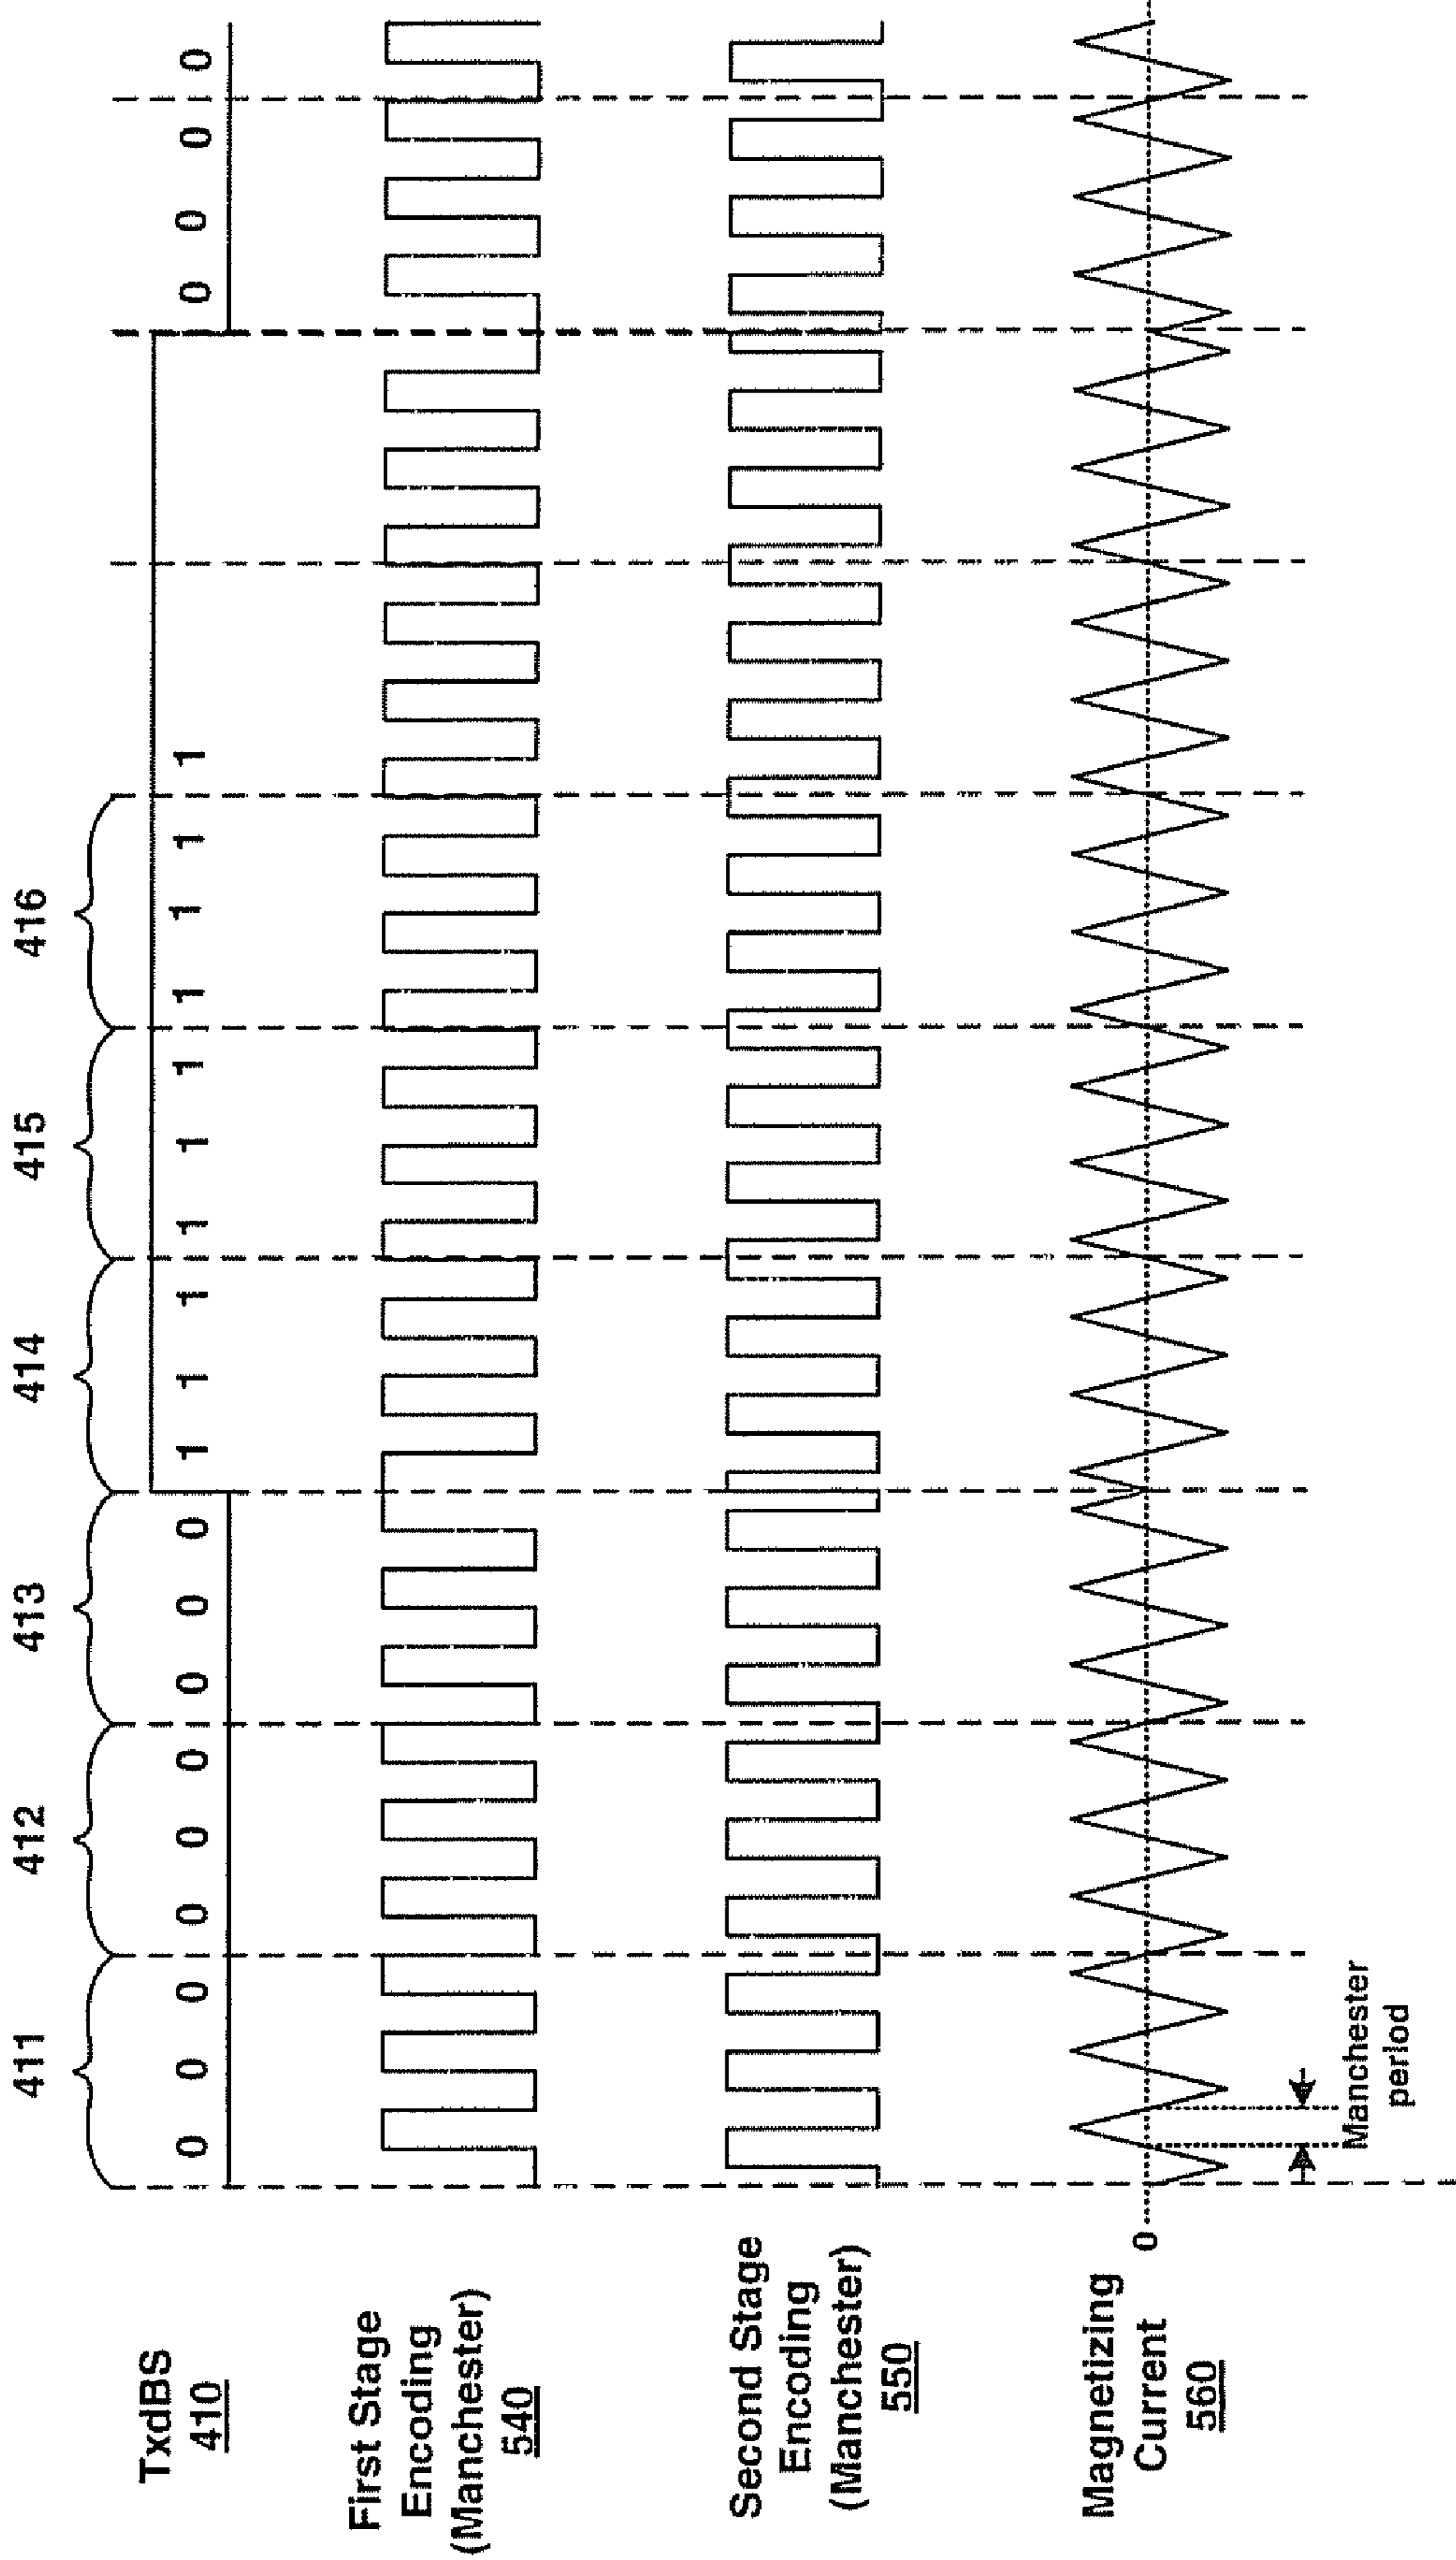 411 412 413 414 415 416
TxdBS
410
0 0 0 0 0 0 0 0 0 1 1 1 1 1 1 1 1 1 1 0 0 0 0
First Stage
Encoding
(Manchester)
540
Second Stage
Encoding
(Manchester)
550
Magnetizing
Current
560
0
Manchester
period